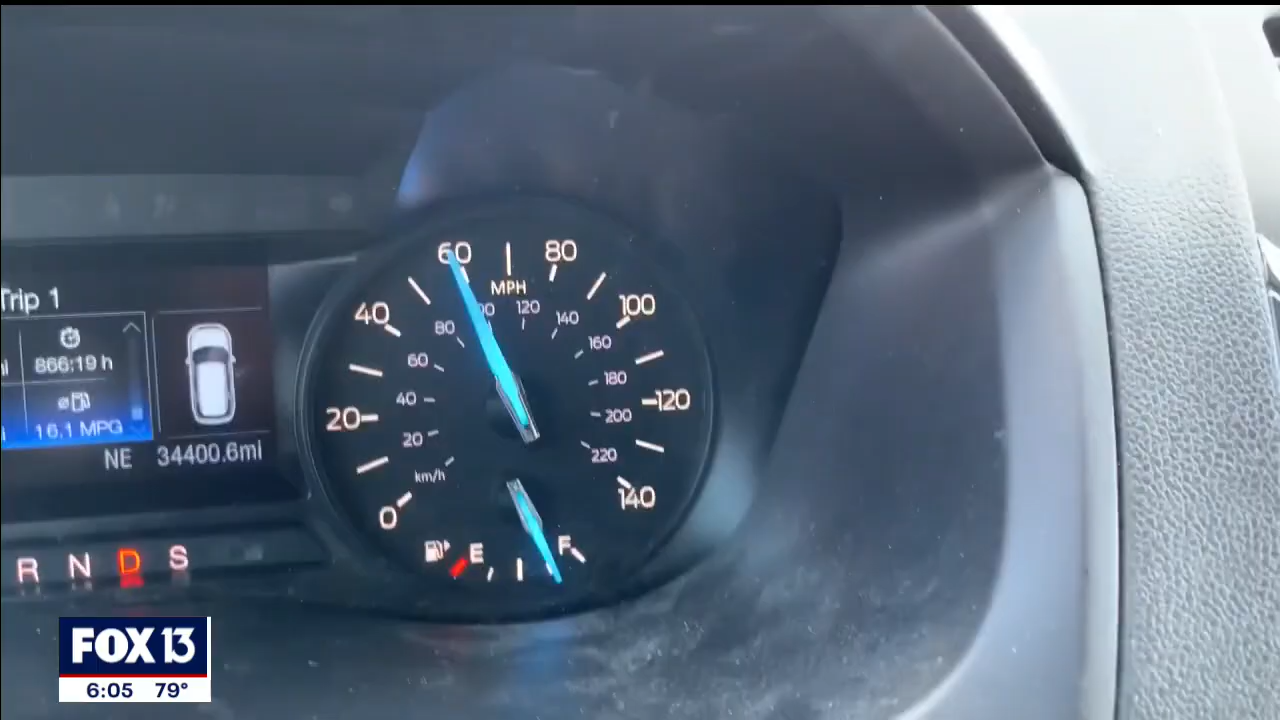 Trip 1
866:19 h
16.1 MPG
NE 34400.6mi
R N D S
0
20
40
60
80
100
120
140
MPH
20
40
60
80
120
140
160
180
200
220
km/h
E
F
FOX 13
6:05 79°